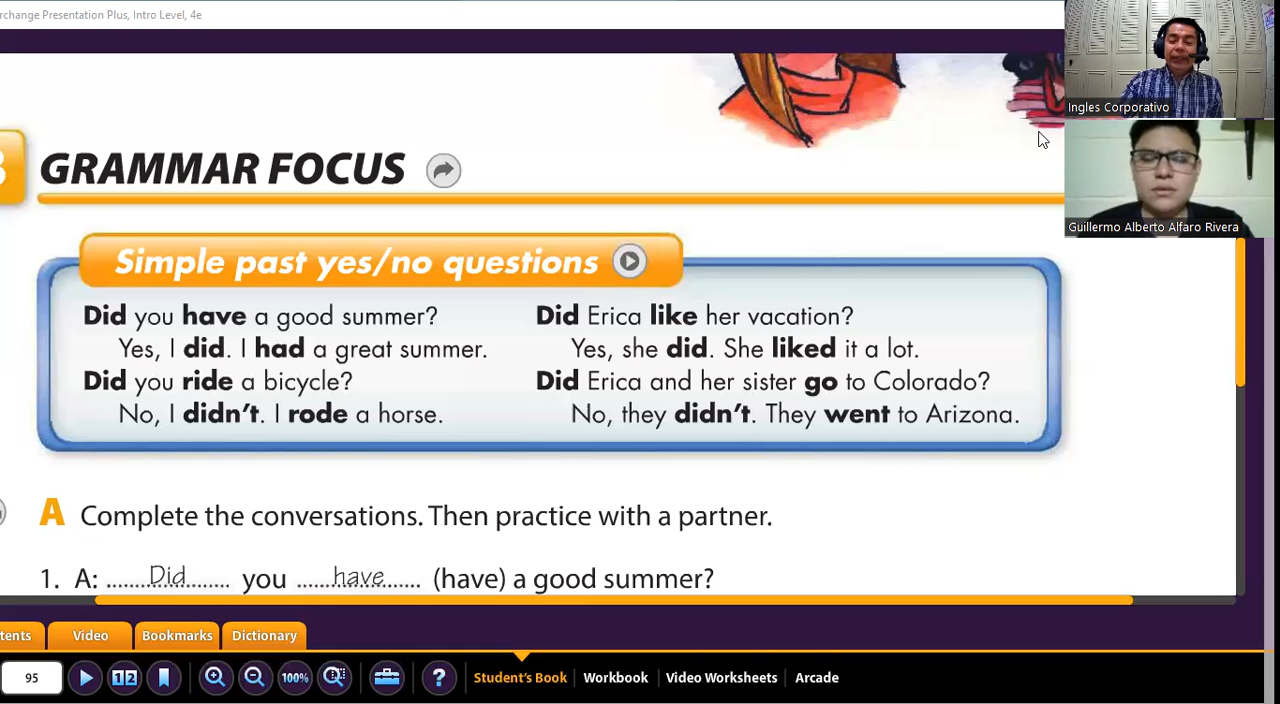 rchange Presentation Plus, Intro Level, 4e
Ingles Corporativo
Guillermo Alberto Alfaro Rivera
3 GRAMMAR FOCUS
Simple past yes/no questions
Did you have a good summer?
Yes, I did. I had a great summer.
Did you ride a bicycle?
No, I didn't. I rode a horse.
Did Erica like her vacation?
Yes, she did. She liked it a lot.
Did Erica and her sister go to Colorado?
No, they didn't. They went to Arizona.
A Complete the conversations. Then practice with a partner.
1. A: ......Did...... you ......have...... (have) a good summer?
tents Video Bookmarks Dictionary
95 1 2 100% ? Student's Book Workbook Video Worksheets Arcade